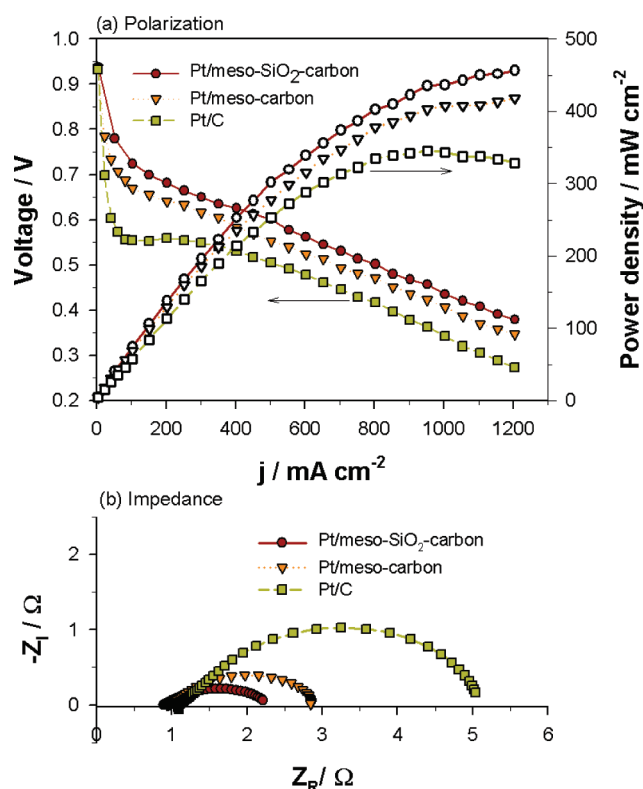 (a) Polarization
Voltage / V
1.0
0.9
0.8
0.7
0.6
0.5
0.4
0.3
0.2
Pt/meso-SiO₂-carbon
Pt/meso-carbon
Pt/C
500
400
300
200
100
0
Power density / mW cm⁻²
0 200 400 600 800 1000 1200
j / mA cm⁻²
(b) Impedance
-Z_I / Ω
2
1
0
Pt/meso-SiO₂-carbon
Pt/meso-carbon
Pt/C
0 1 2 3 4 5 6
Z_R / Ω